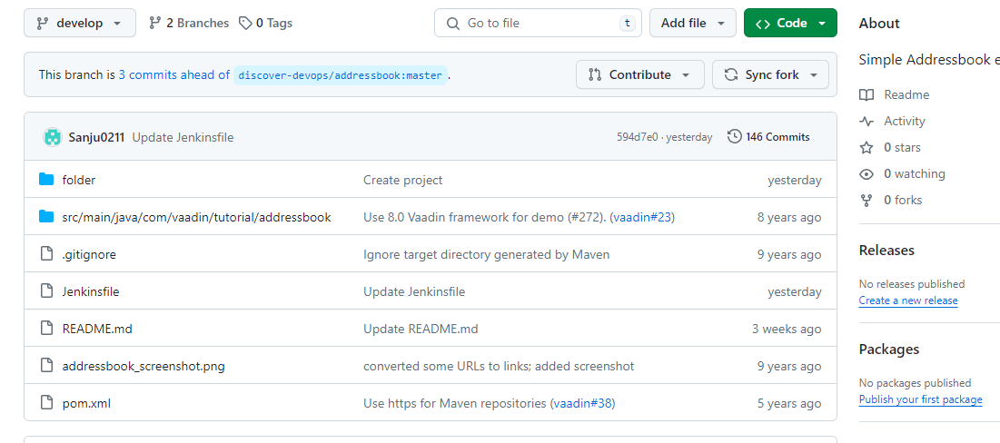 develop 2 Branches 0 Tags Go to file t Add file Code
This branch is 3 commits ahead of discover-devops/addressbook:master. Contribute Sync fork
Sanju0211 Update Jenkinsfile 594d7e0 · yesterday 146 Commits
folder Create project yesterday
src/main/java/com/vaadin/tutorial/addressbook Use 8.0 Vaadin framework for demo (#272). (vaadin#23) 8 years ago
.gitignore Ignore target directory generated by Maven 9 years ago
Jenkinsfile Update Jenkinsfile yesterday
README.md Update README.md 3 weeks ago
addressbook_screenshot.png converted some URLs to links; added screenshot 9 years ago
pom.xml Use https for Maven repositories (vaadin#38) 5 years ago
About
Simple Addressbook e
Readme
Activity
0 stars
0 watching
0 forks
Releases
No releases published
Create a new release
Packages
No packages published
Publish your first package